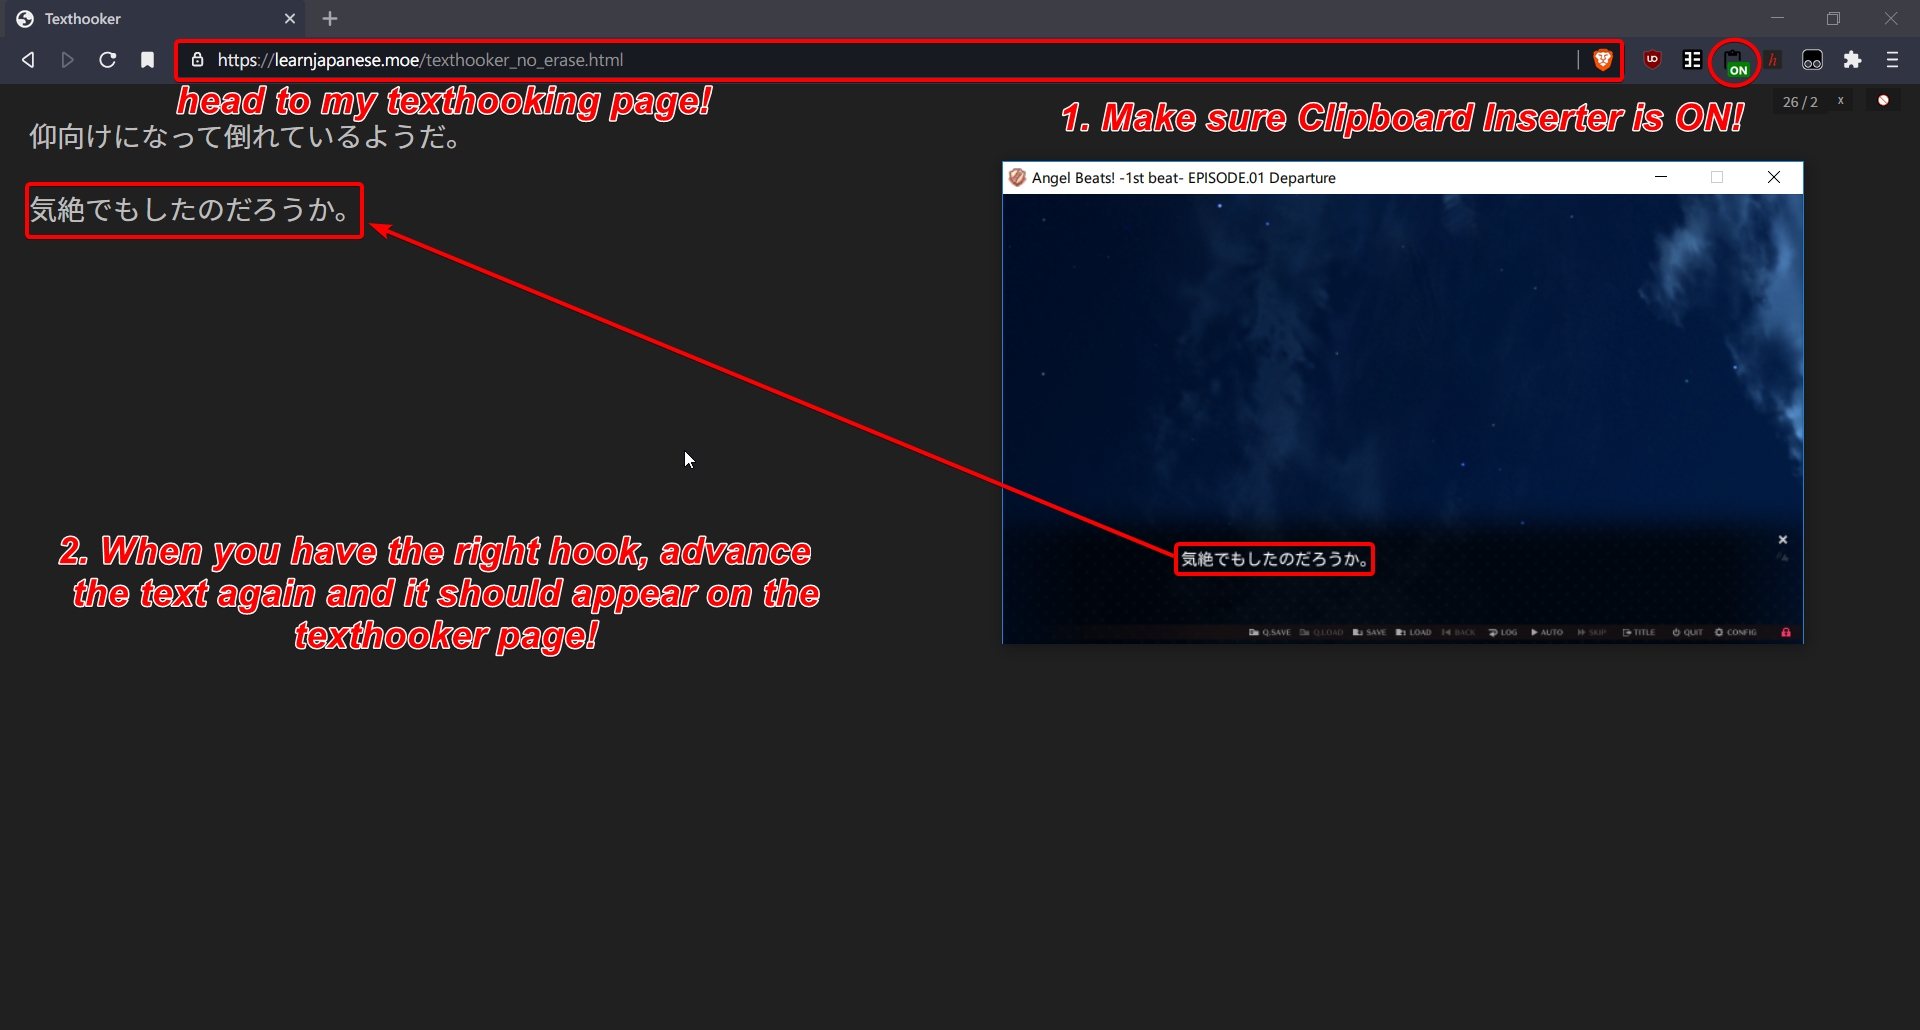 Texthooker
https://learnjapanese.moe/texthooker_no_erase.html
ON
head to my texthooking page!
1. Make sure Clipboard Inserter is ON!
26 / 2
x
仰向けになって倒れているようだ。
気絶でもしたのだろうか。
Angel Beats! -1st beat- EPISODE.01 Departure
気絶でもしたのだろうか。
Q.SAVE Q.LOAD SAVE LOAD BACK LOG AUTO SKIP TITLE QUIT CONFIG
2. When you have the right hook, advance
the text again and it should appear on the
texthooker page!